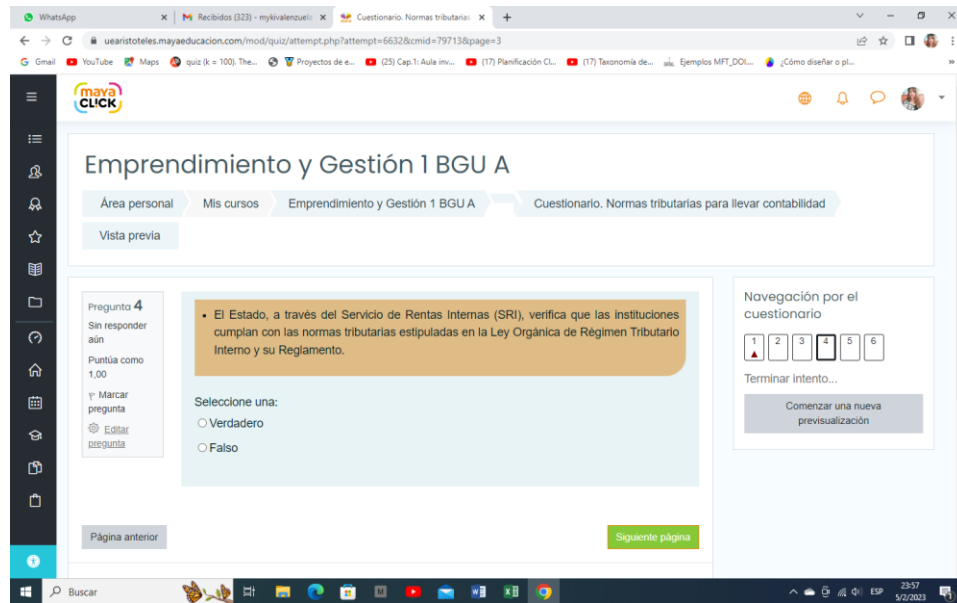 WhatsApp
Recibidos (323) - mykivalenzuela
Cuestionario. Normas tributarias
uearistoteles.mayaeducacion.com/mod/quiz/attempt.php?attempt=6632&cmid=79713&page=3
Gmail
YouTube
Maps
quiz (k = 100). The...
Proyectos de e...
(25) Cap.1: Aula inv...
(17) Planificación Cl...
(17) Taxonomía de...
Ejemplos MFT_DOI...
¿Cómo diseñar o pl...
»
maya
CLICK
Emprendimiento y Gestión 1 BGU A
Área personal
Mis cursos
Emprendimiento y Gestión 1 BGU A
Cuestionario. Normas tributarias para llevar contabilidad
Vista previa
Pregunta 4
Sin responder
aún
Puntúa como
1,00
Marcar
pregunta
Editar
pregunta
• El Estado, a través del Servicio de Rentas Internas (SRI), verifica que las instituciones
cumplan con las normas tributarias estipuladas en la Ley Orgánica de Régimen Tributario
Interno y su Reglamento.
Seleccione una:
Verdadero
Falso
Navegación por el
cuestionario
1 2 3 4 5 6
Terminar intento...
Comenzar una nueva
previsualización
Página anterior
Siguiente página
Buscar
ESP
23:57
5/2/2023